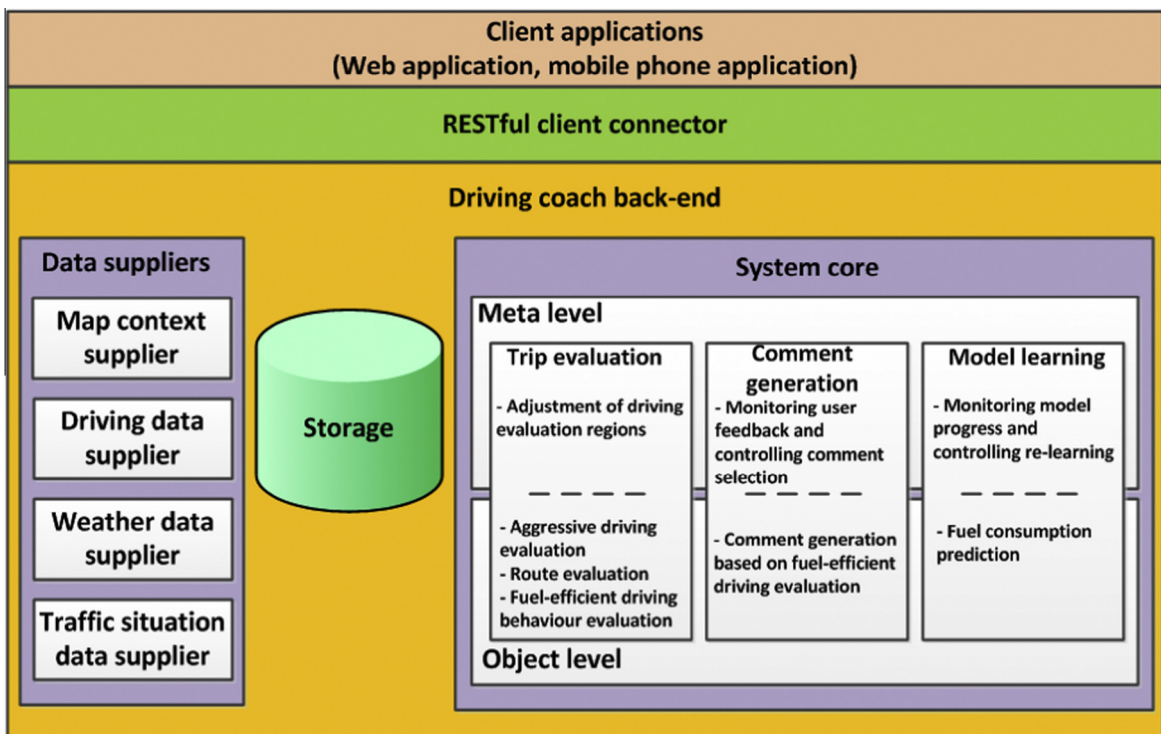 Client applications
(Web application, mobile phone application)
RESTful client connector
Driving coach back-end
Data suppliers
Map context
supplier
Driving data
supplier
Weather data
supplier
Traffic situation
data supplier
Storage
System core
Meta level
Trip evaluation
- Adjustment of driving
evaluation regions
- Aggressive driving
evaluation
- Route evaluation
- Fuel-efficient driving
behaviour evaluation
Comment
generation
- Monitoring user
feedback and
controlling comment
selection
- Comment generation
based on fuel-efficient
driving evaluation
Model learning
- Monitoring model
progress and
controlling re-learning
- Fuel consumption
prediction
Object level